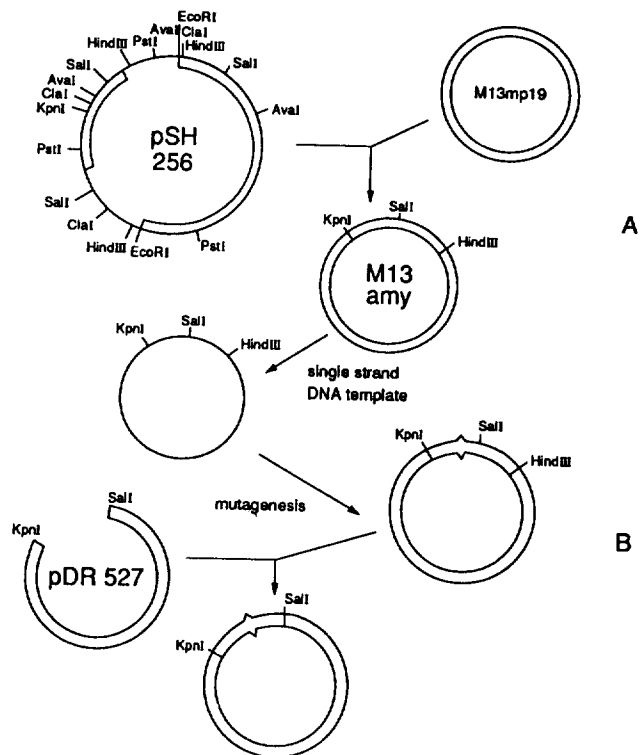 EcoRI
AvaI
ClaI
HindIII
PstI
HindIII
SalI
AvaI
ClaI
KpnI
PstI
SalI
ClaI
HindIII
EcoRI
PstI
AvaI
SalI
pSH
256
M13mp19
A
KpnI
SalI
HindIII
M13
amy
KpnI
SalI
HindIII
single strand
DNA template
KpnI
SalI
HindIII
mutagenesis
B
KpnI
SalI
pDR 527
KpnI
SalI